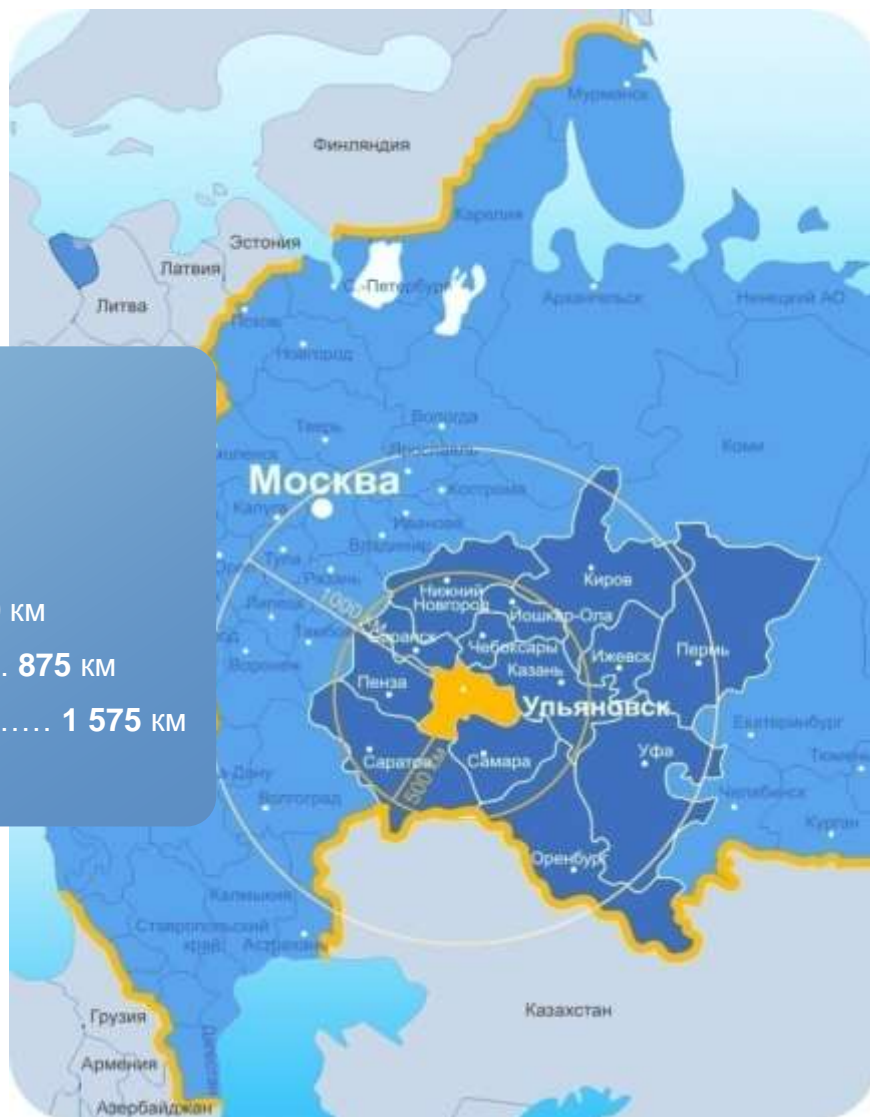 Мурманск
Финляндия
Карелия
Эстония
Латвия
С.-Петербург
Архангельск
Ненецкий АО
Литва
Псков
Новгород
Вологда
Тверь
Ярославль
Коми
Москва
Кострома
Калуга
Иваново
Владимир
Тула
Рязань
Киров
Нижний
Новгород
Йошкар-Ола
1000 км
Липецк
Саранск
Чебоксары
Ижевск
Пермь
км
Воронеж
Казань
875 км
Пенза
Ульяновск
1 575 км
Екатеринбург
Уфа
Тюмень
Саратов
Самара
500 км
Челябинск
Волгоград
Курган
Оренбург
Калмыкия
Ставропольский
край
Астрахань
Казахстан
Грузия
Дагестан
Армения
Азербайджан